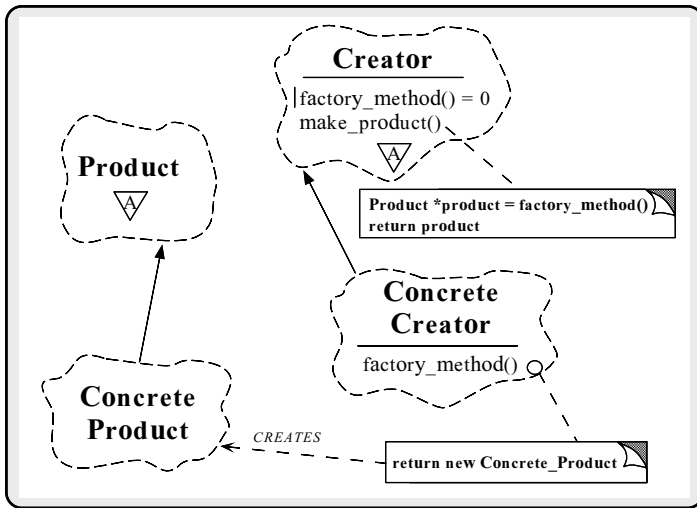 Creator
factory_method() = 0
make_product()
A
Product
A
Product *product = factory_method()
return product
Concrete
Creator
factory_method()
Concrete
Product
CREATES
return new Concrete_Product